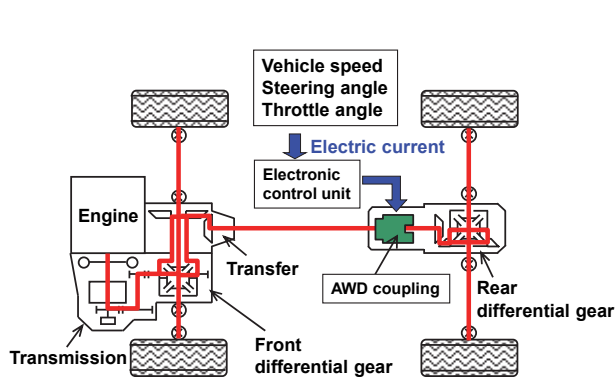 Vehicle speed
Steering angle
Throttle angle
Electric current
Electronic
control unit
Engine
Transfer
AWD coupling
Rear
differential gear
Front
differential gear
Transmission